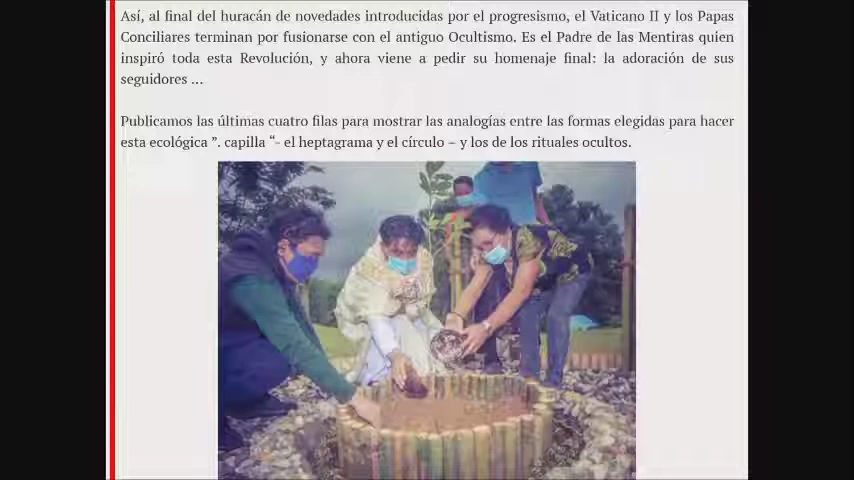 Así, al final del huracán de novedades introducidas por el progresismo, el Vaticano II y los Papas
Conciliares terminan por fusionarse con el antiguo Ocultismo. Es el Padre de las Mentiras quien
inspiró toda esta Revolución, y ahora viene a pedir su homenaje final: la adoración de sus
seguidores ...
Publicamos las últimas cuatro filas para mostrar las analogías entre las formas elegidas para hacer
esta ecológica ”. capilla “- el heptagrama y el círculo – y los de los rituales ocultos.